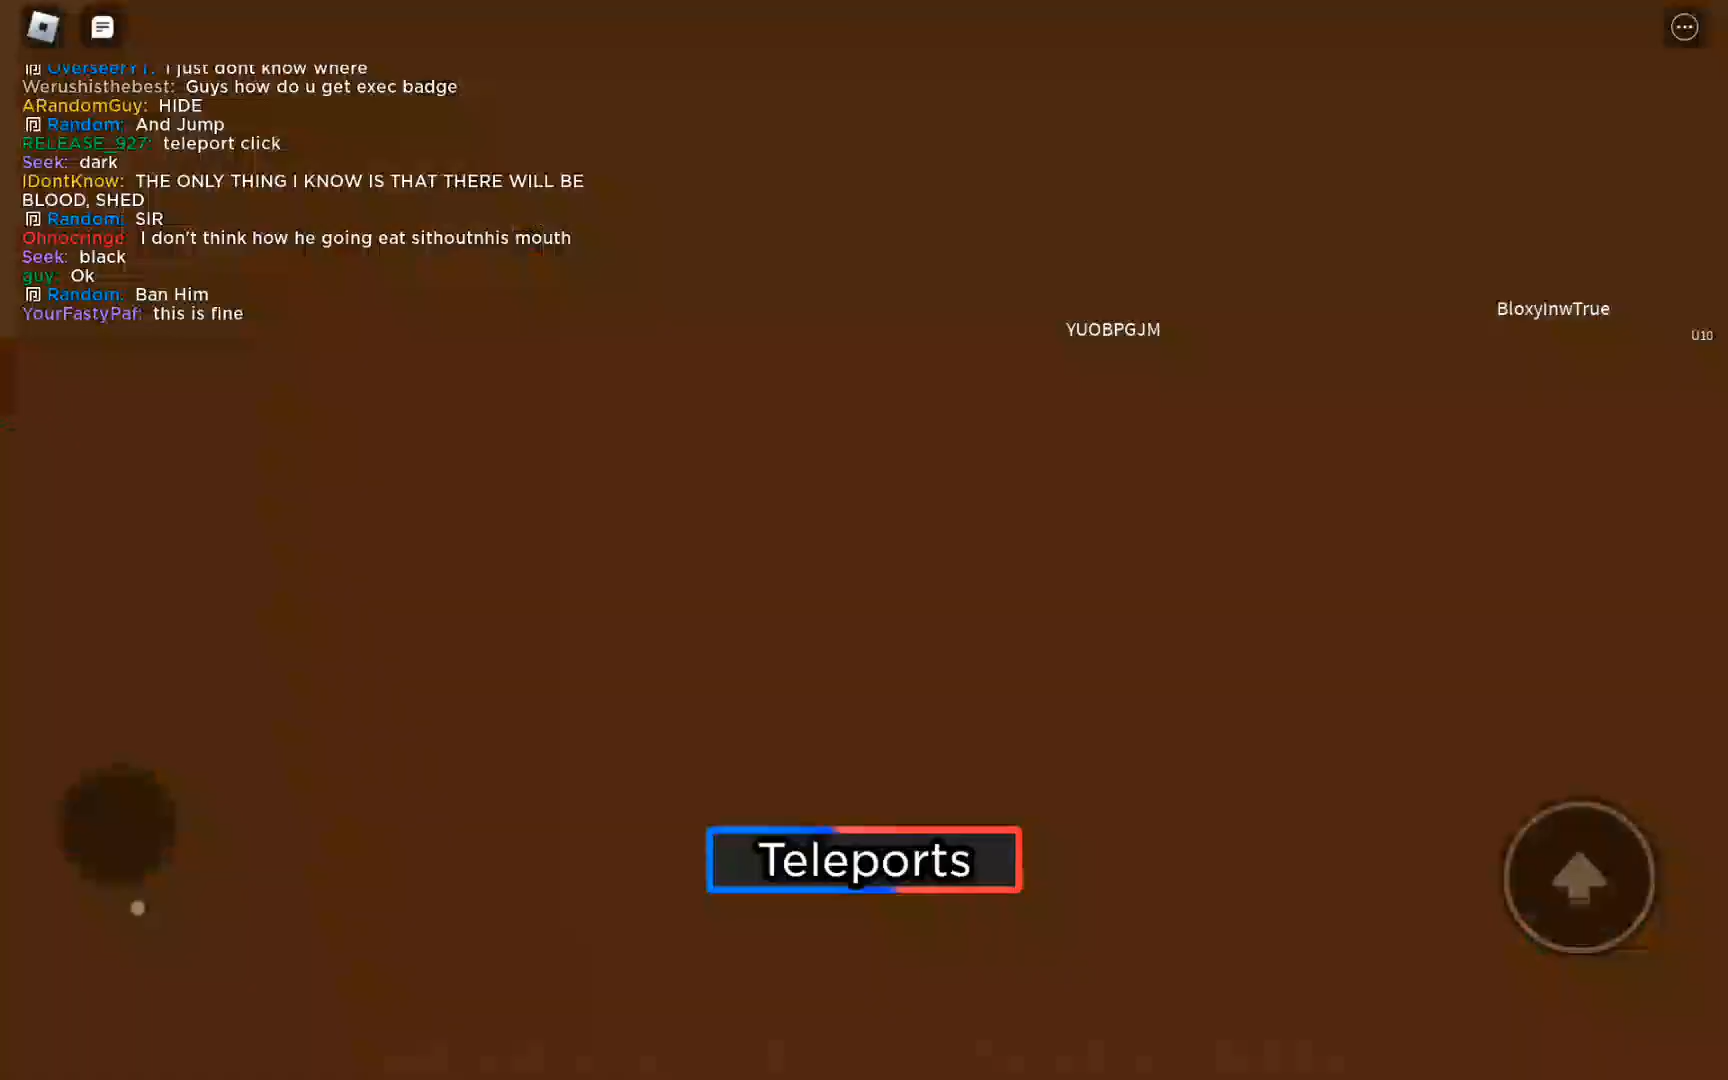 OverseerYT: i just dont know where
Werushisthebest: Guys how do u get exec badge
ARandomGuy: HIDE
Random: And Jump
RELEASE_927: teleport click
Seek: dark
IDontKnow: THE ONLY THING I KNOW IS THAT THERE WILL BE
BLOOD, SHED
Random: SIR
Ohnocringe: I don't think how he going eat sithoutnhis mouth
Seek: black
guy: Ok
Random: Ban Him
YourFastyPaf: this is fine
BloxyInwTrue
YUOBPGJM
U10
Teleports